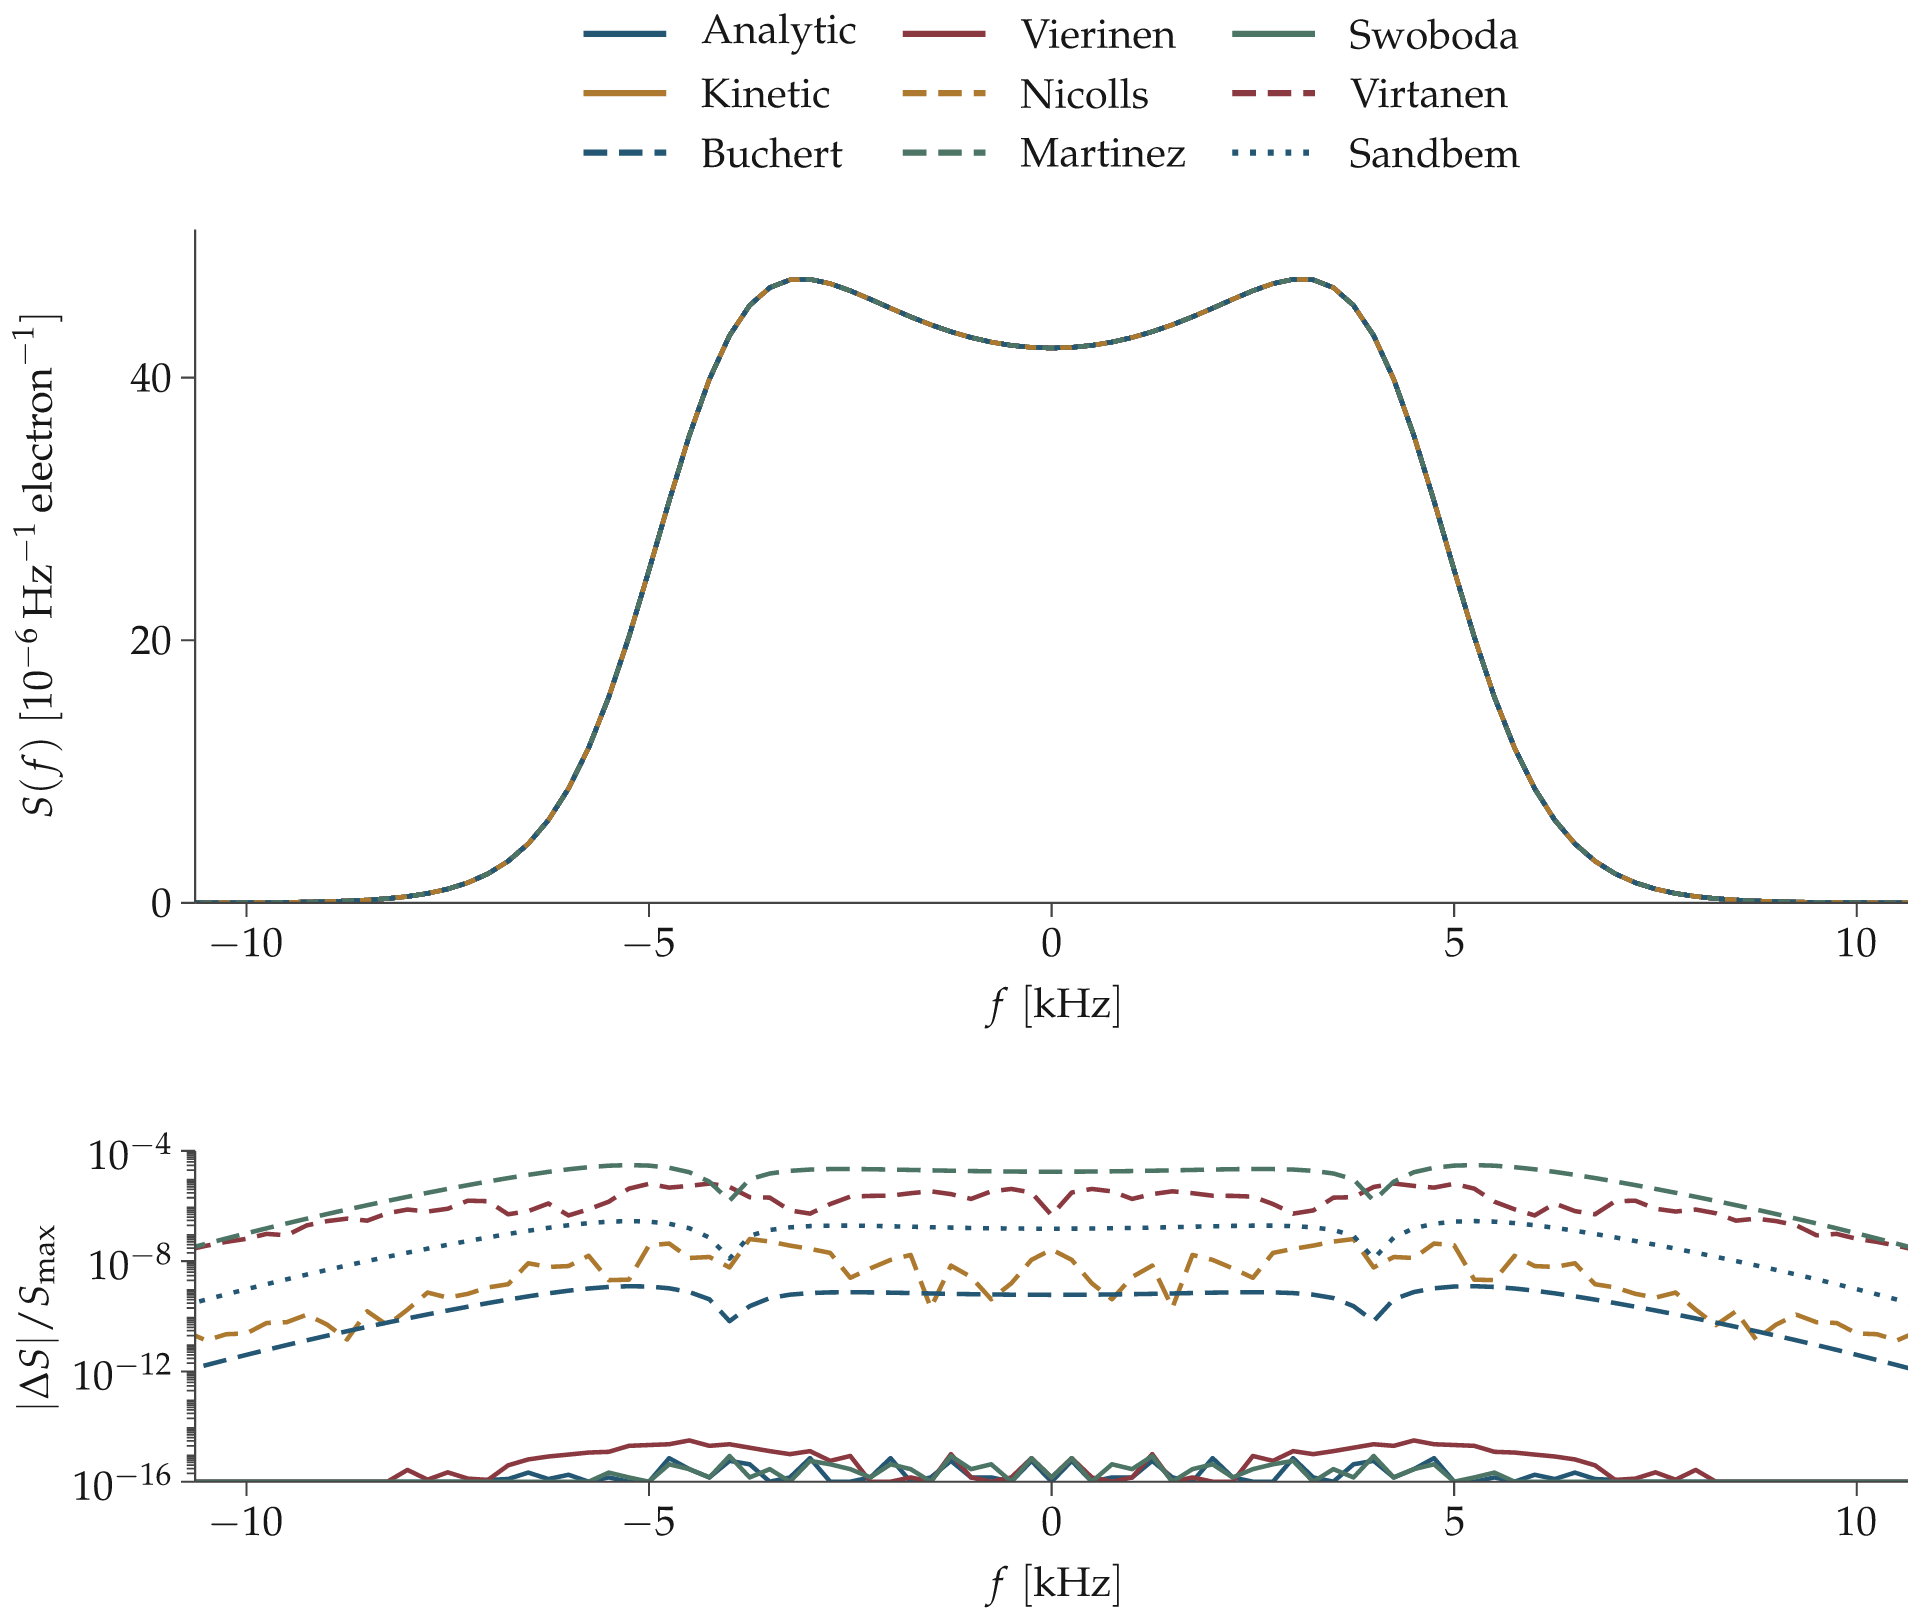 Analytic Vierinen Swoboda
Kinetic Nicolls Virtanen
Buchert Martinez Sandbem
S(f) [10⁻⁶ Hz⁻¹ electron⁻¹]
40
20
0
−10 −5 0 5 10
f [kHz]
|ΔS| / Smax
10⁻⁴
10⁻⁸
10⁻¹²
10⁻¹⁶
−10 −5 0 5 10
f [kHz]